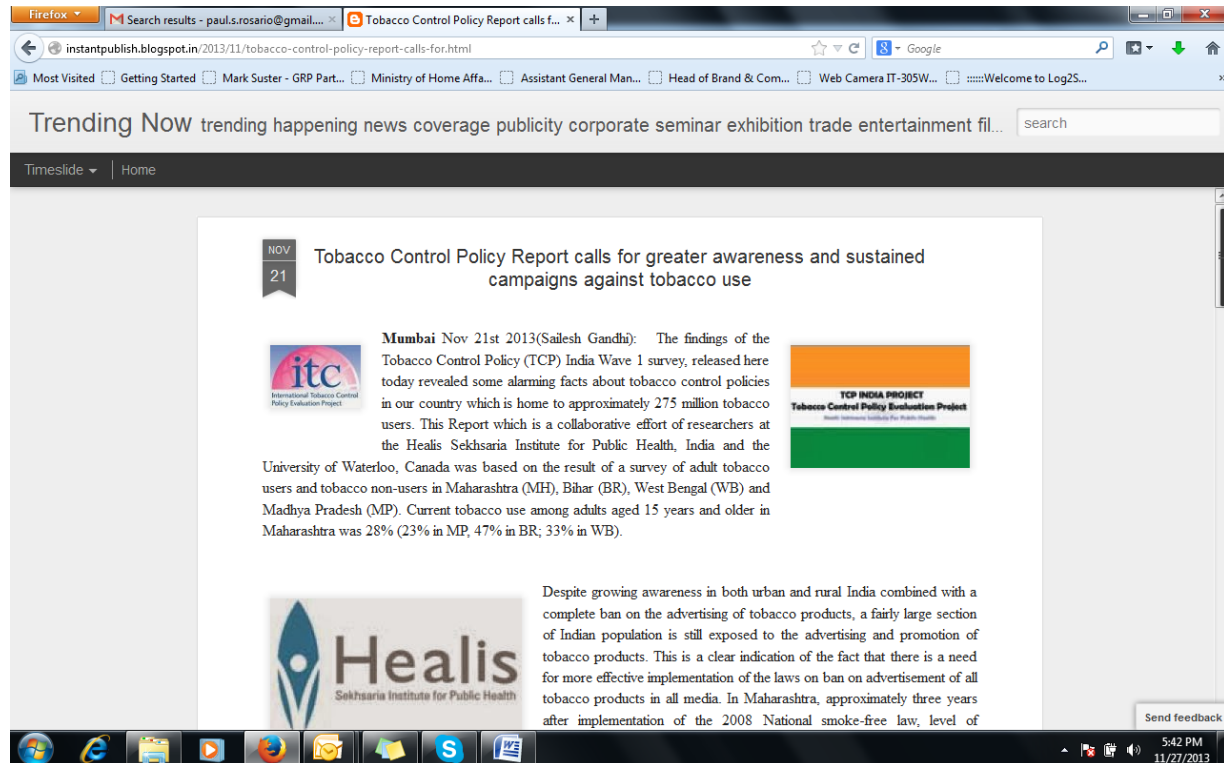 Firefox
Search results - paul.s.rosario@gmail....
Tobacco Control Policy Report calls f...
instantpublish.blogspot.in/2013/11/tobacco-control-policy-report-calls-for.html
Google
Most Visited Getting Started Mark Suster - GRP Part... Ministry of Home Affa... Assistant General Man... Head of Brand & Com... Web Camera IT-305W... ::::::Welcome to Log2S...
Trending Now trending happening news coverage publicity corporate seminar exhibition trade entertainment fil...
search
Timeslide Home
NOV
21
Tobacco Control Policy Report calls for greater awareness and sustained
campaigns against tobacco use
itc
International Tobacco Control
Policy Evaluation Project
Mumbai Nov 21st 2013(Sailesh Gandhi): The findings of the
Tobacco Control Policy (TCP) India Wave 1 survey, released here
today revealed some alarming facts about tobacco control policies
in our country which is home to approximately 275 million tobacco
users. This Report which is a collaborative effort of researchers at
the Healis Sekhsaria Institute for Public Health, India and the
University of Waterloo, Canada was based on the result of a survey of adult tobacco
users and tobacco non-users in Maharashtra (MH), Bihar (BR), West Bengal (WB) and
Madhya Pradesh (MP). Current tobacco use among adults aged 15 years and older in
Maharashtra was 28% (23% in MP, 47% in BR; 33% in WB).
TCP INDIA PROJECT
Tobacco Control Policy Evaluation Project
Healis
Sekhsaria Institute for Public Health
Despite growing awareness in both urban and rural India combined with a
complete ban on the advertising of tobacco products, a fairly large section
of Indian population is still exposed to the advertising and promotion of
tobacco products. This is a clear indication of the fact that there is a need
for more effective implementation of the laws on ban on advertisement of all
tobacco products in all media. In Maharashtra, approximately three years
after implementation of the 2008 National smoke-free law, level of
Send feedback
5:42 PM
11/27/2013